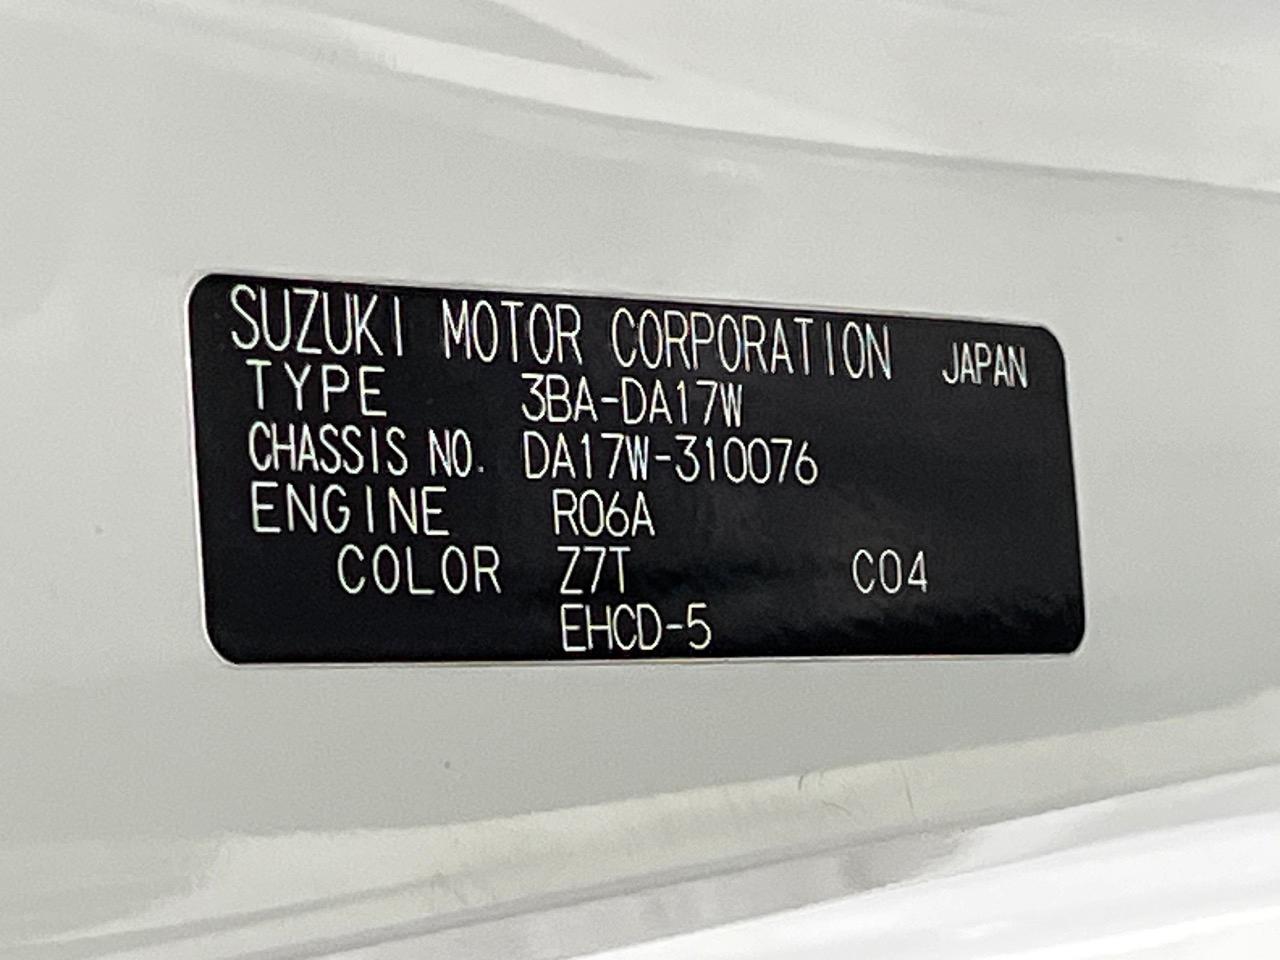 SUZUKI MOTOR CORPORATION JAPAN
TYPE 3BA-DA17W
CHASSIS NO. DA17W-310076
ENGINE R06A
COLOR Z7T C04
EHCD-5